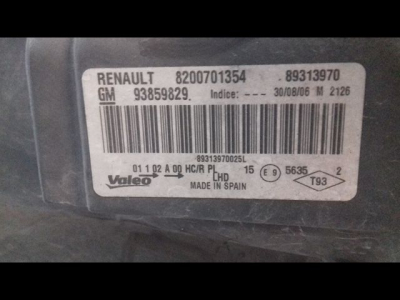 RENAULT 8200701354 89313970
GM 93859829. Indice: --- 30/08/06 M 2126
89313970025L
01 1 02 A 00 HC/R PL 15 E 9 5635 2
Valeo LHD T93
MADE IN SPAIN